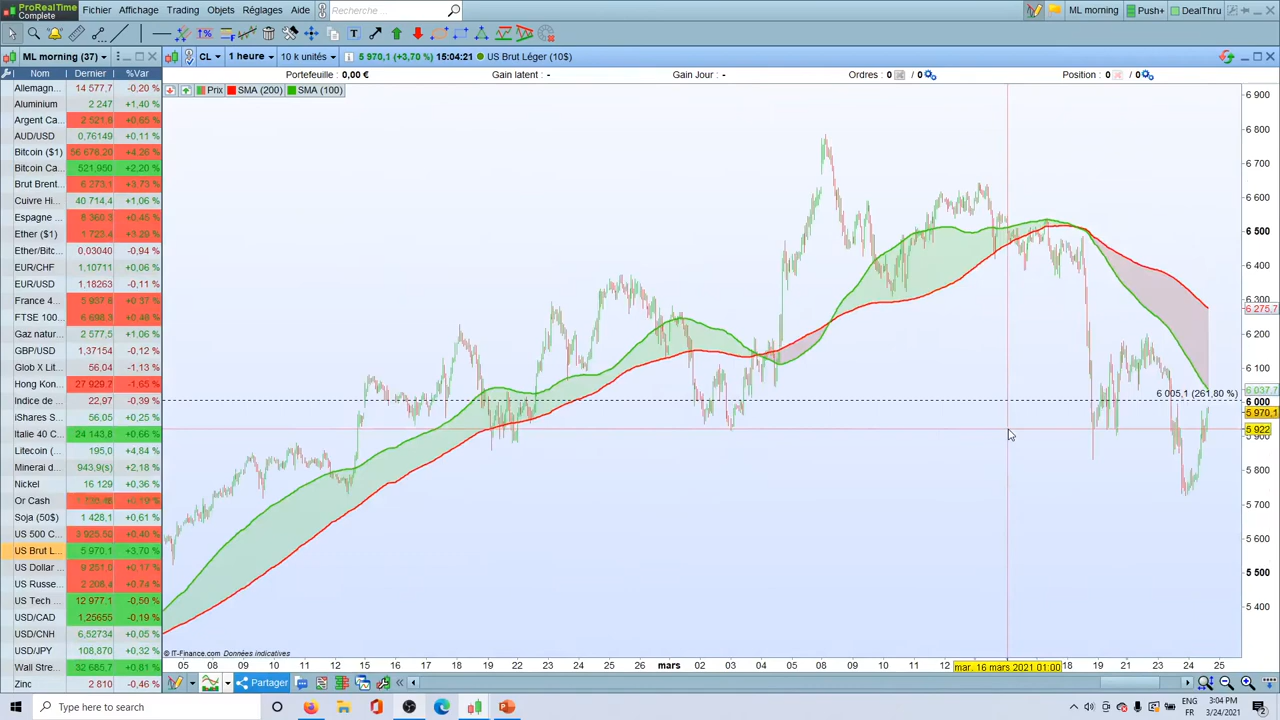 ProRealTime
Complete
Fichier Affichage Trading Objets Réglages Aide Recherche ...
ML morning Push+ DealThru
ML morning (37) CL 1 heure 10 k unités 5 970,1 (+3,70 %) 15:04:21 US Brut Léger (10$)
Nom Dernier %Var Portefeuille: 0,00 € Gain latent: - Gain Jour: - Ordres: 0 / 0 Position: 0 / 0
Prix SMA (200) SMA (100)
Allemagn... 14 577,7 -0,20 %
Aluminium 2 247 +1,40 %
Argent Ca... 2 521,8 +0,65 %
AUD/USD 0,76149 +0,11 %
Bitcoin ($1) 56 678,20 +4,26 %
Bitcoin Ca... 521,950 +2,20 %
Brut Brent... 6 273,1 +3,73 %
Cuivre Hi... 40 714,4 +1,06 %
Espagne ... 8 360,3 +0,45 %
Ether ($1) 1 723,4 +3,29 %
Ether/Bitc... 0,03040 -0,94 %
EUR/CHF 1,10711 +0,06 %
EUR/USD 1,18263 -0,11 %
France 4... 5 937,6 +0,37 %
FTSE 100... 6 698,3 +0,46 %
Gaz natur... 2 577,5 +1,06 %
GBP/USD 1,37154 -0,12 %
Glob X Lit... 56,04 -1,13 %
Hong Kon... 27 929,7 -1,65 %
Indice de ... 22,97 -0,39 %
iShares S... 56,05 +0,25 %
Italie 40 C... 24 143,8 +0,66 %
Litecoin (... 195,0 +4,84 %
Minerai d... 943,9(s) +2,18 %
Nickel 16 129 +0,36 %
Or Cash +0,19 %
Soja (50$) 1 428,1 +0,61 %
US 500 C... 3 925,50 +0,40 %
US Brut L... 5 970,1 +3,70 %
US Dollar ... 9 251,0 +0,17 %
US Russe... 2 206,4 +0,74 %
US Tech ... 12 977,1 -0,50 %
USD/CAD 1,25655 -0,19 %
USD/CNH 6,52734 +0,05 %
USD/JPY 108,870 +0,32 %
Wall Stre... 32 685,7 +0,81 %
Zinc 2 810 -0,46 %
6 900
6 800
6 700
6 600
6 500
6 400
6 300
6 275,7
6 100
6 037,7
6 005,1 (261,80 %)
6 000
5 970,1
5 922
5 900
5 800
5 700
5 600
5 500
5 400
© IT-Finance.com Données indicatives
05 08 09 10 11 12 15 16 17 18 19 22 23 24 25 26 mars 02 03 04 05 08 09 10 11 12 mar. 16 mars 2021 01:00 18 19 21 22 23 24 25
Partager
Type here to search
ENG
FR
3:04 PM
3/24/2021
2